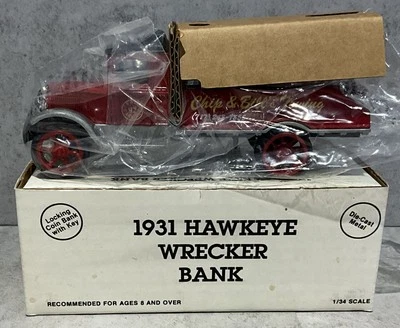 Chip &
Locking
Coin Bank
with Key
1931 HAWKEYE
WRECKER
BANK
Die-Cast
Metal
RECOMMENDED FOR AGES 8 AND OVER
1/34 SCALE